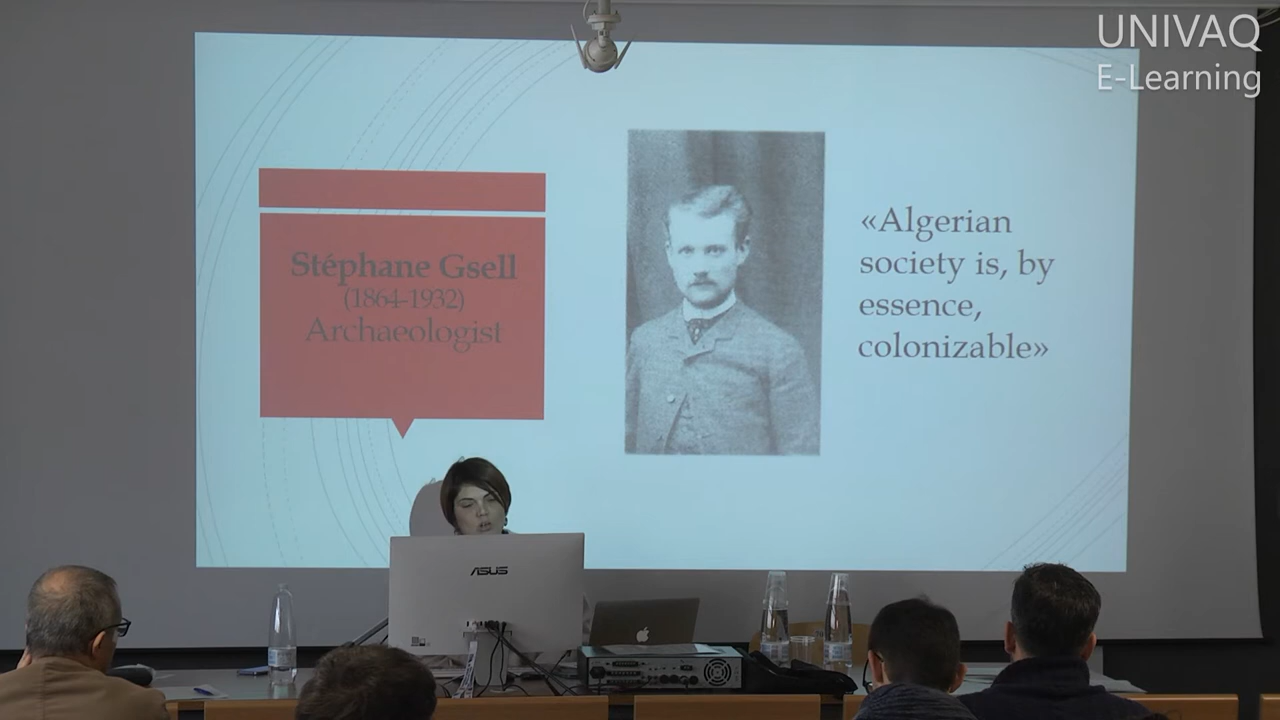 UNIVAQ
E-Learning
Stéphane Gsell
(1864-1932)
Archaeologist
«Algerian
society is, by
essence,
colonizable»
ASUS